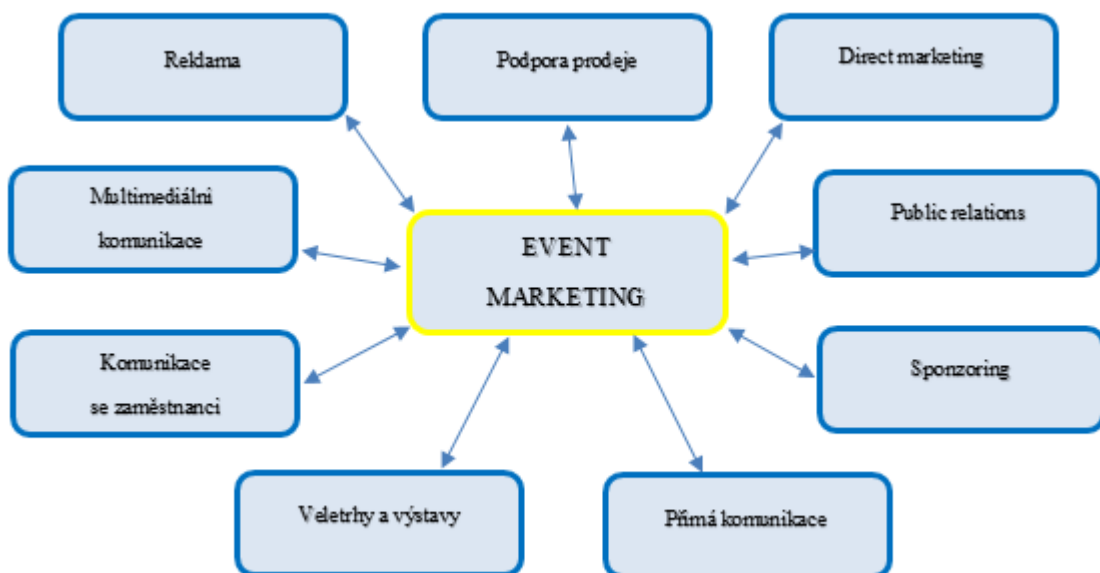 Reklama
Podpora prodeje
Direct marketing
Multimediální
komunikace
EVENT
MARKETING
Public relations
Komunikace
se zaměstnanci
Sponzoring
Veletrhy a výstavy
Přímá komunikace